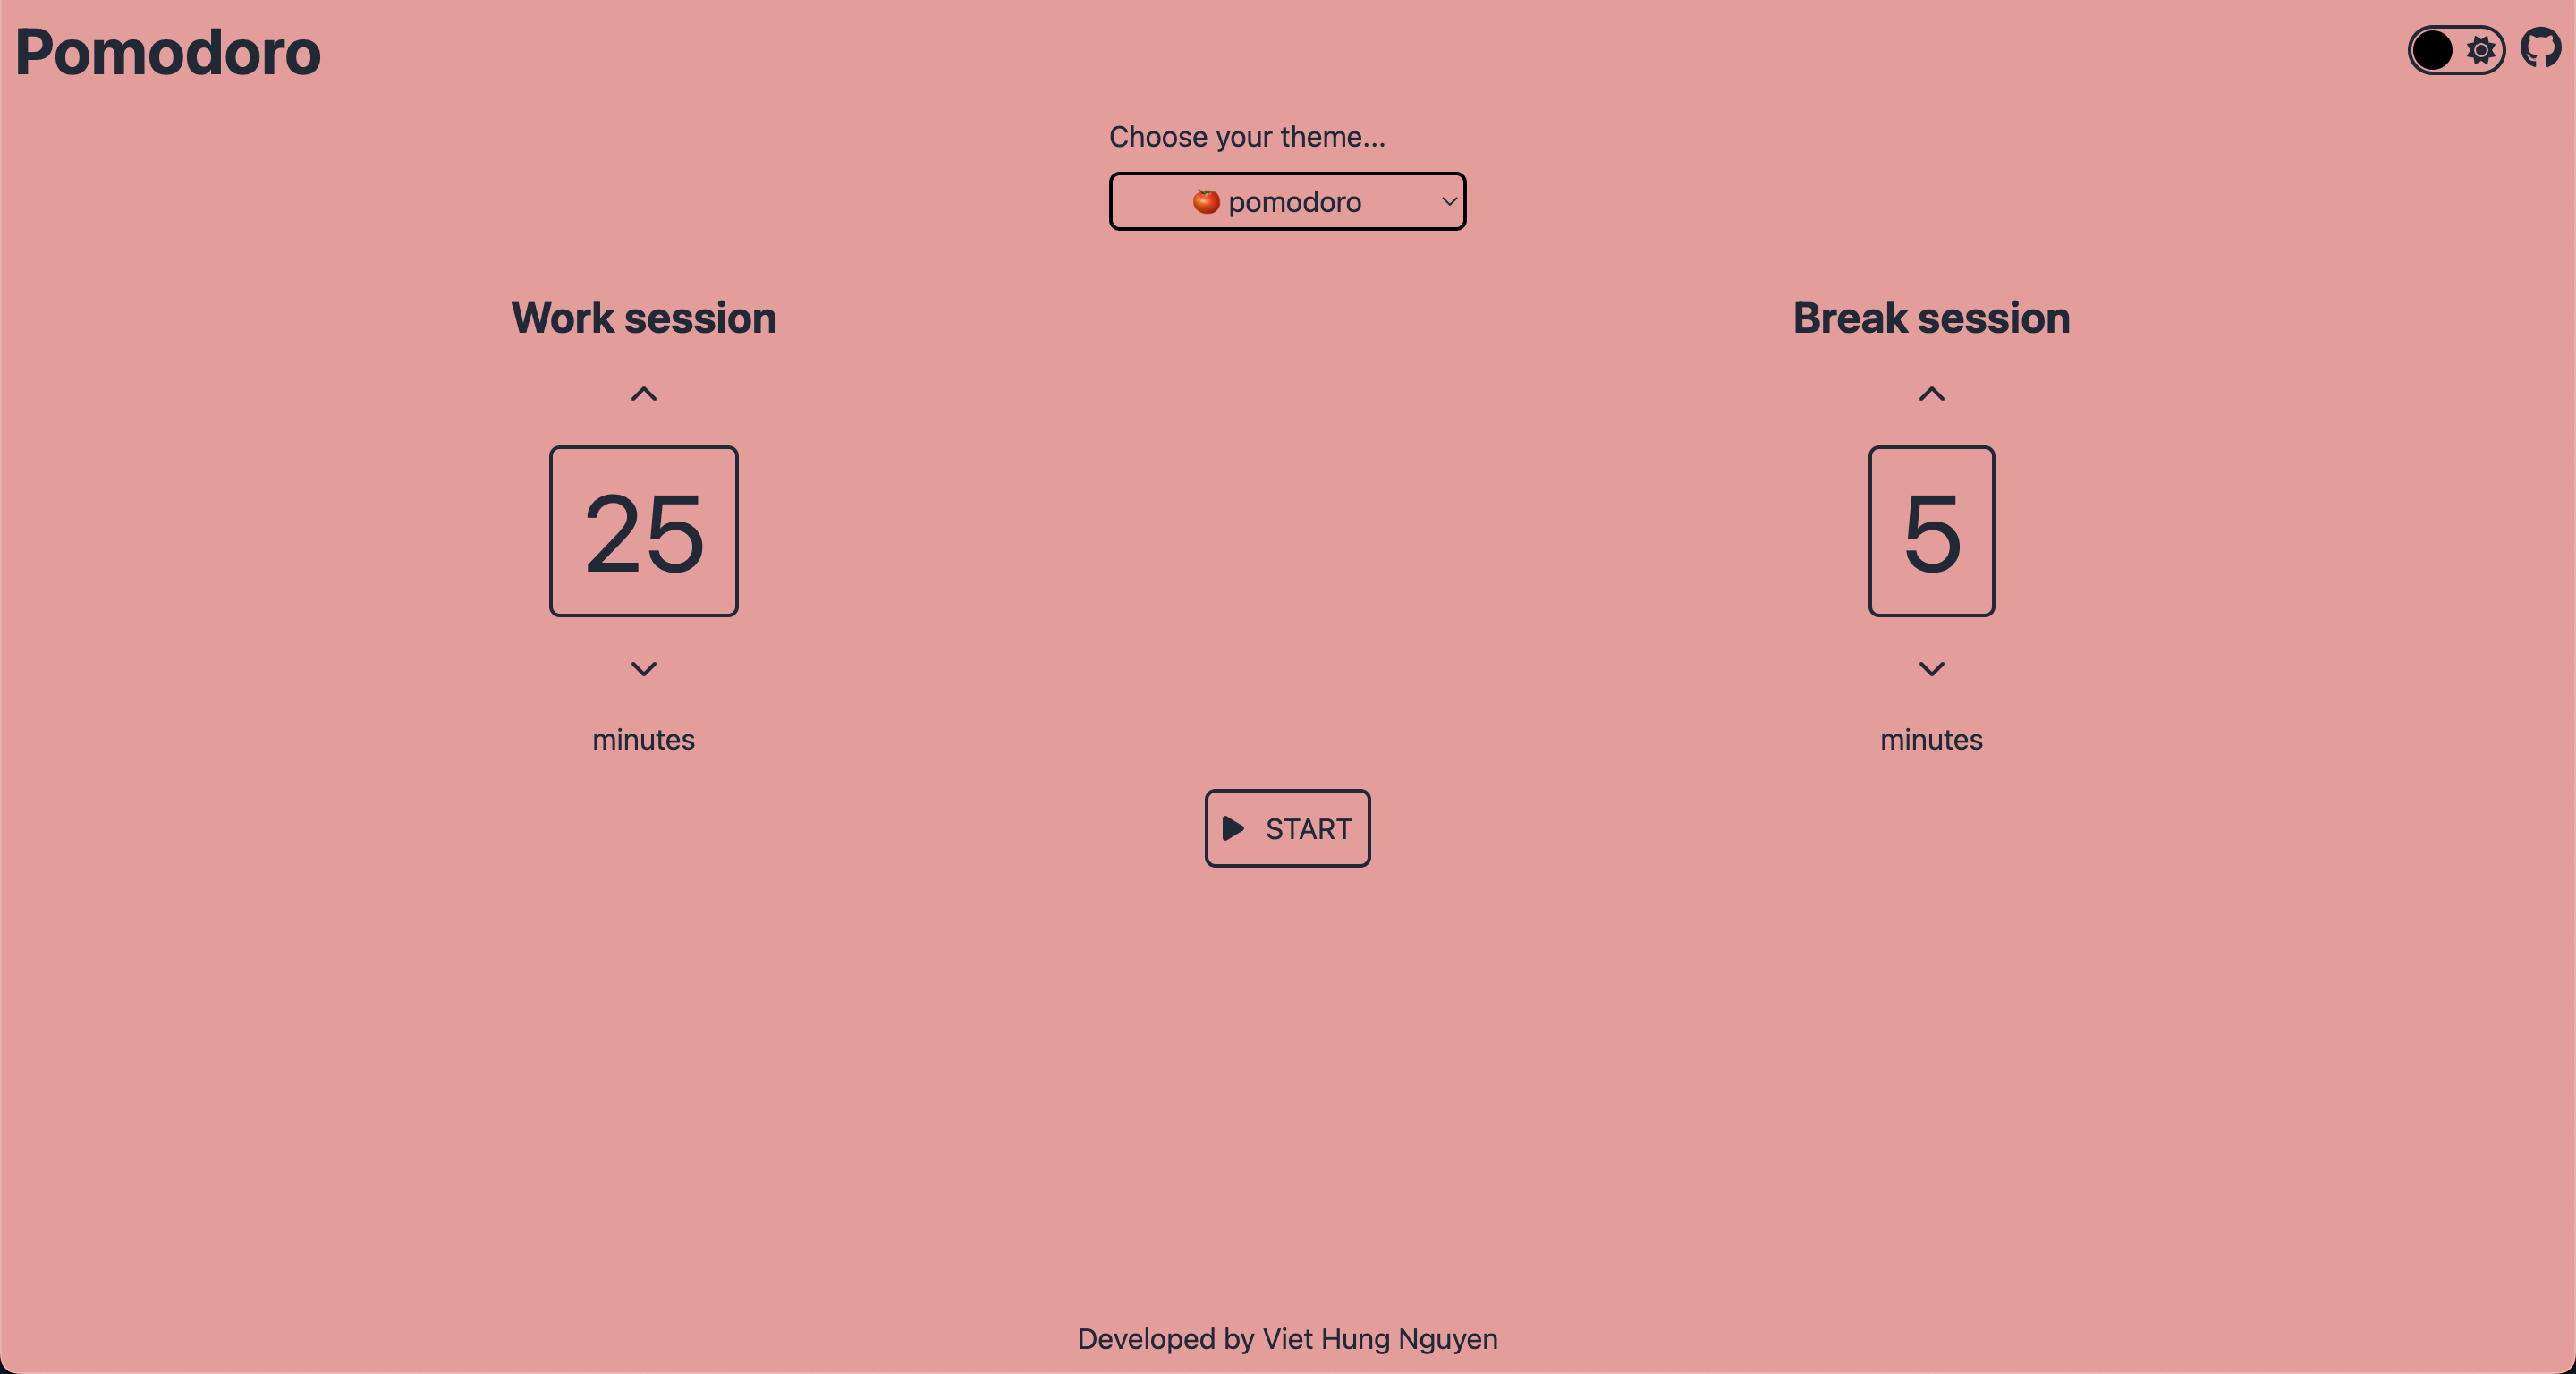 Pomodoro
Choose your theme...
🍅 pomodoro
Work session
Break session
25
5
minutes
minutes
START
Developed by Viet Hung Nguyen